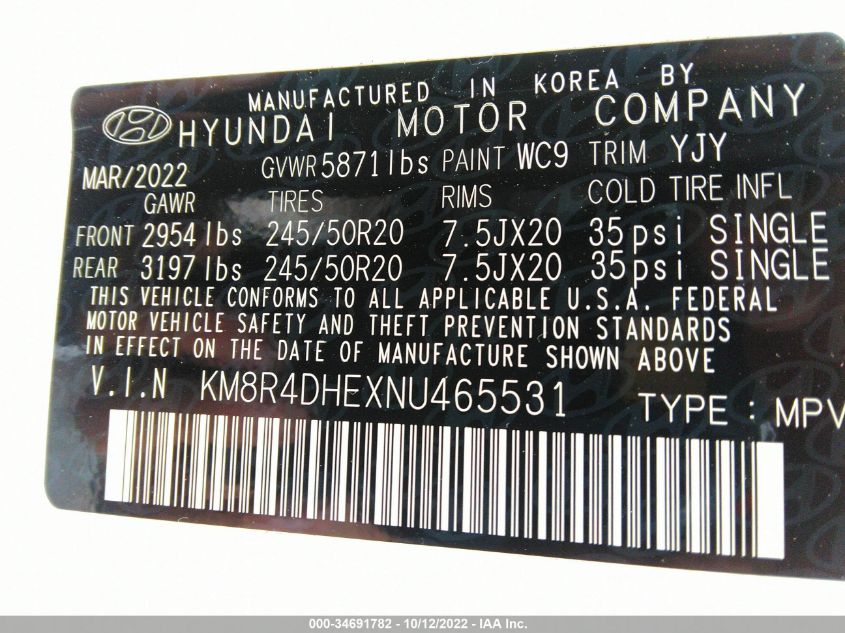 MANUFACTURED IN KOREA BY
HYUNDAI MOTOR COMPANY
MAR/2022 GVWR 5871 lbs PAINT WC9 TRIM YJY
GAWR TIRES RIMS COLD TIRE INFL
FRONT 2954 lbs 245/50R20 7.5JX20 35psi SINGLE
REAR 3197 lbs 245/50R20 7.5JX20 35psi SINGLE
THIS VEHICLE CONFORMS TO ALL APPLICABLE U.S.A. FEDERAL
MOTOR VEHICLE SAFETY AND THEFT PREVENTION STANDARDS
IN EFFECT ON THE DATE OF MANUFACTURE SHOWN ABOVE
V.I.N KM8R4DHEXNU465531 TYPE : MPV
000-34691782 - 10/12/2022 - IAA Inc.